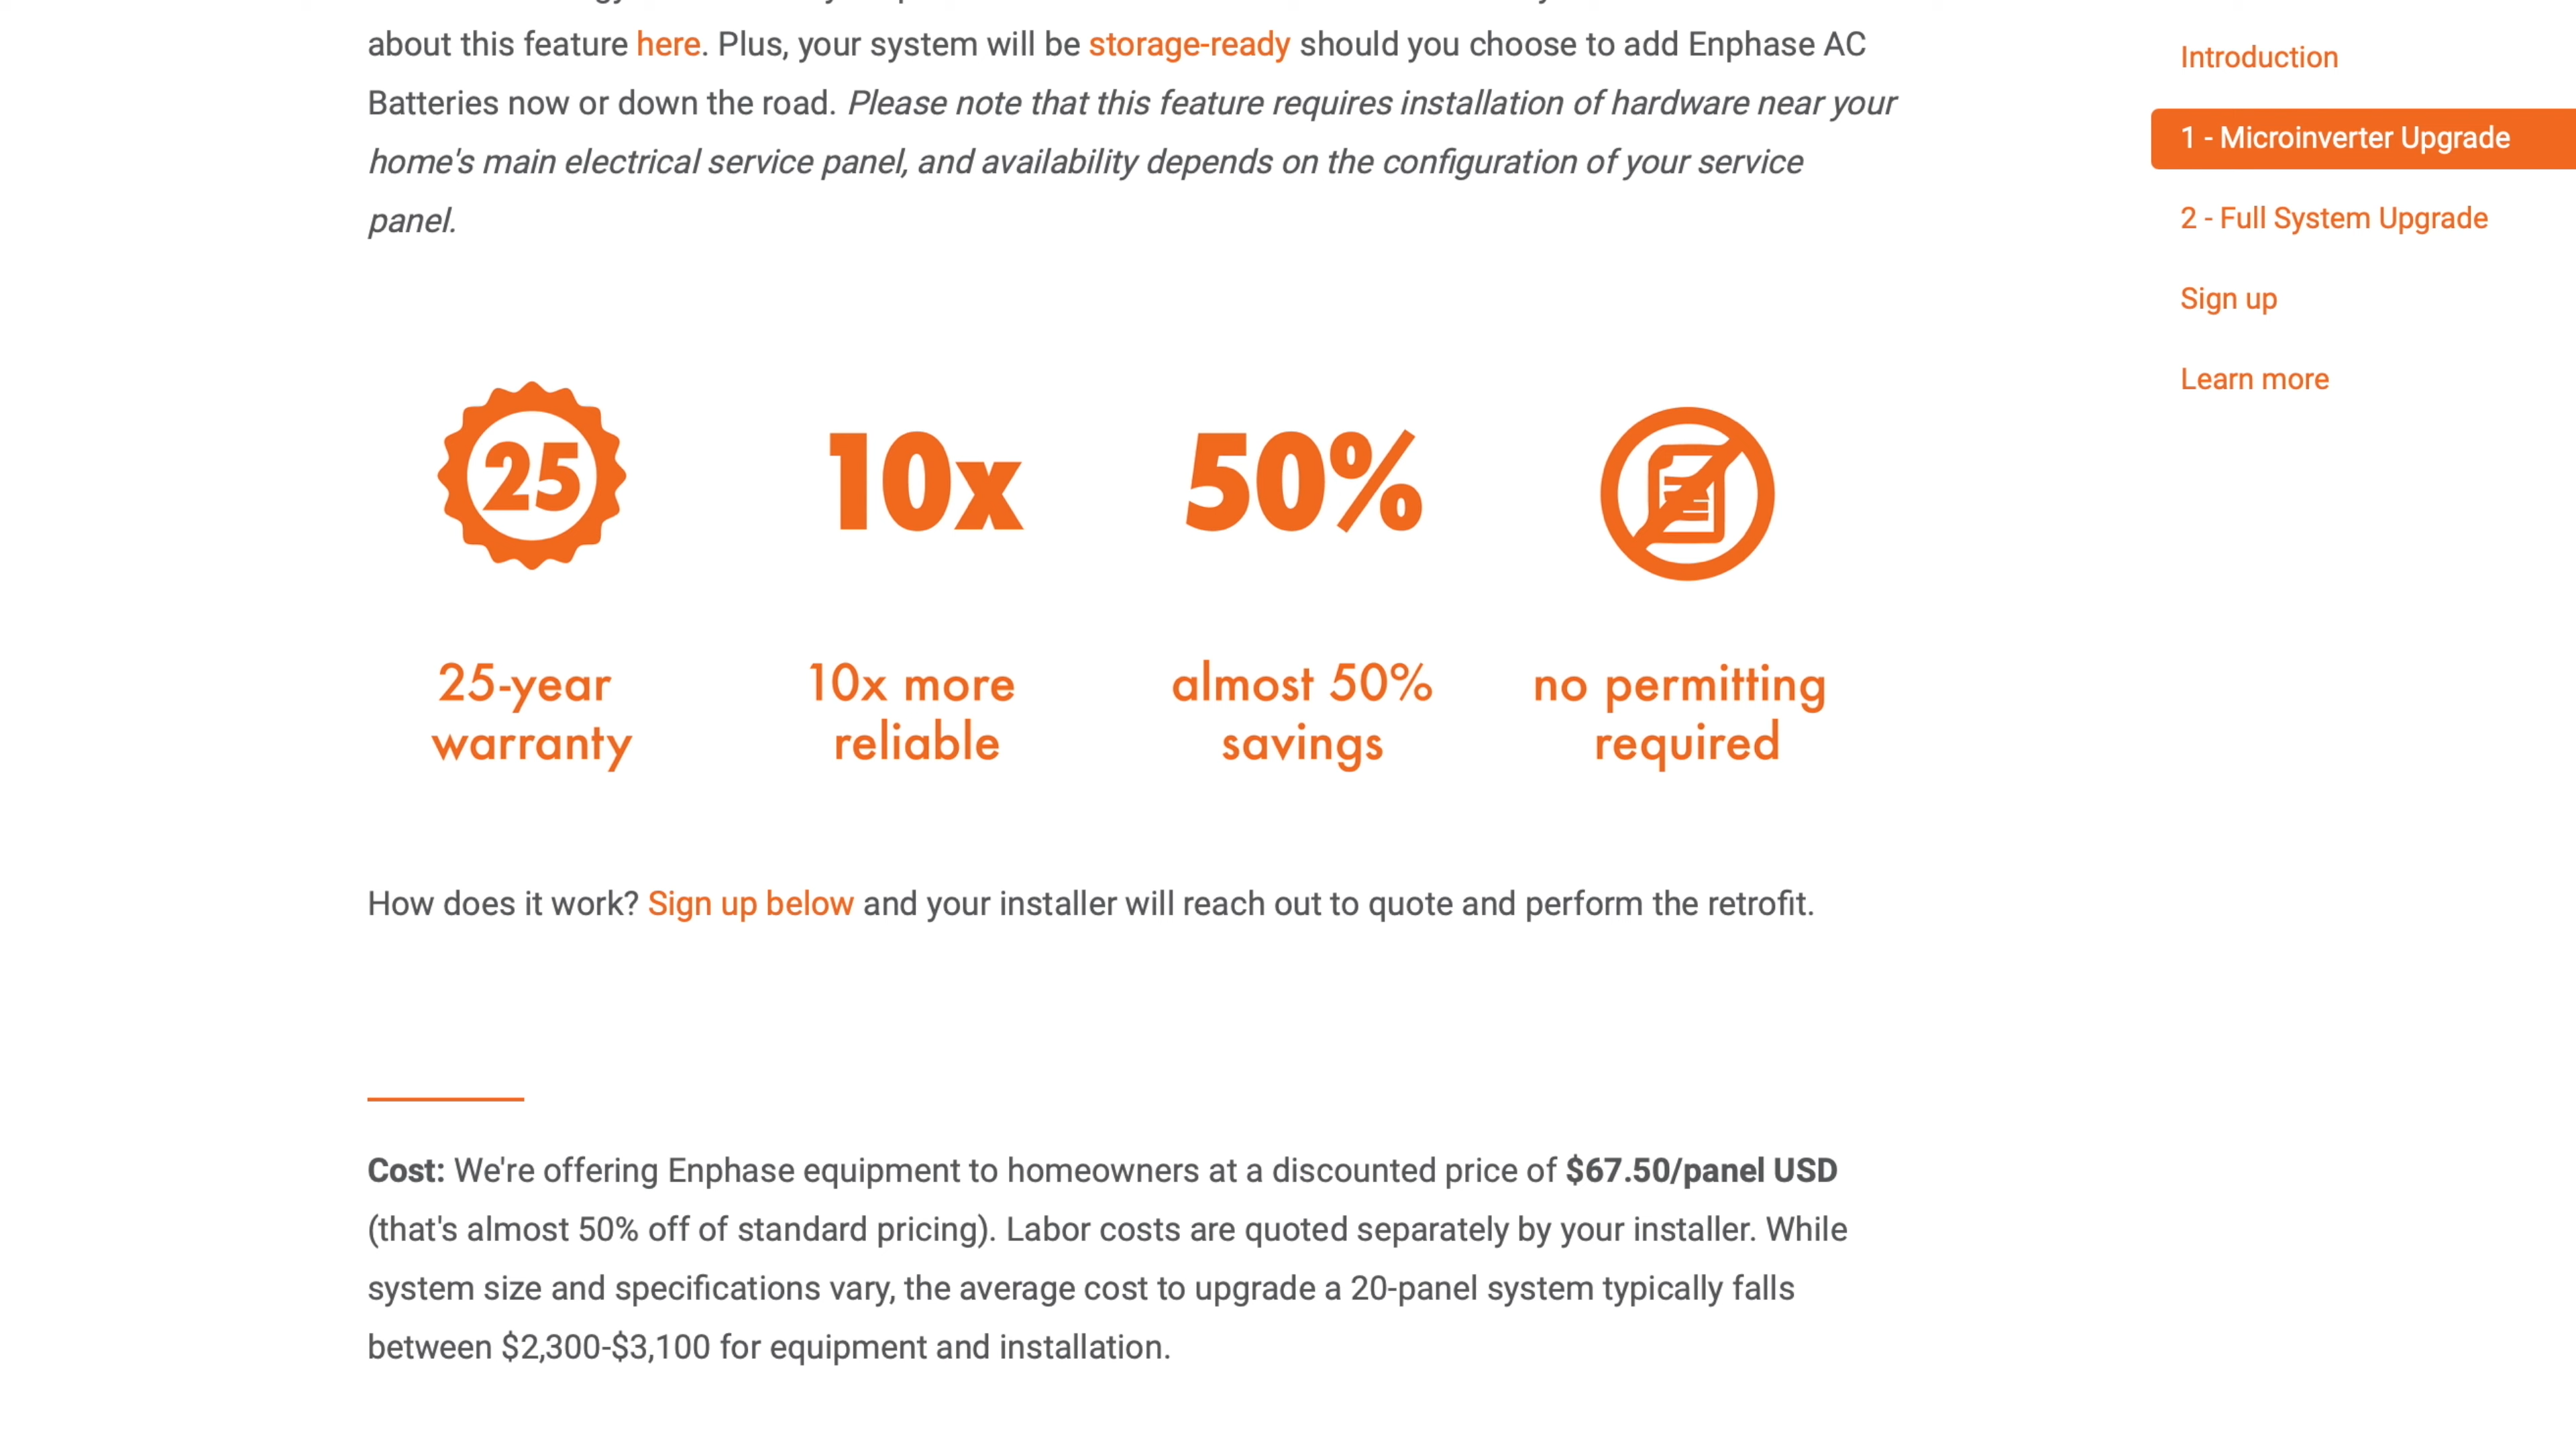 about this feature here. Plus, your system will be storage-ready should you choose to add Enphase AC
Batteries now or down the road. Please note that this feature requires installation of hardware near your
home's main electrical service panel, and availability depends on the configuration of your service
panel.
25
10x
50%
25-year
warranty
10x more
reliable
almost 50%
savings
no permitting
required
How does it work? Sign up below and your installer will reach out to quote and perform the retrofit.
Cost: We're offering Enphase equipment to homeowners at a discounted price of $67.50/panel USD
(that's almost 50% off of standard pricing). Labor costs are quoted separately by your installer. While
system size and specifications vary, the average cost to upgrade a 20-panel system typically falls
between $2,300-$3,100 for equipment and installation.
Introduction
1 - Microinverter Upgrade
2 - Full System Upgrade
Sign up
Learn more